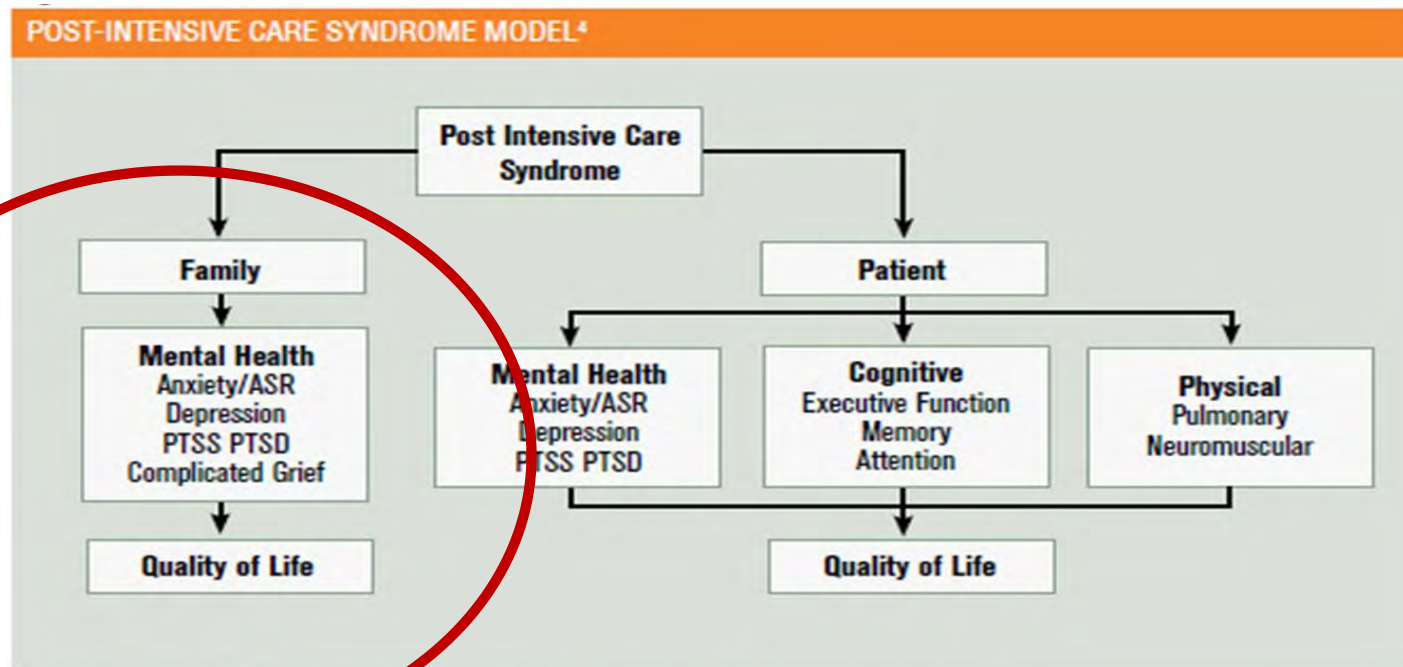 POST-INTENSIVE CARE SYNDROME MODEL⁴
Post Intensive Care
Syndrome
Family
Patient
Mental Health
Anxiety/ASR
Depression
PTSS PTSD
Complicated Grief
Mental Health
Anxiety/ASR
Depression
PTSS PTSD
Cognitive
Executive Function
Memory
Attention
Physical
Pulmonary
Neuromuscular
Quality of Life
Quality of Life